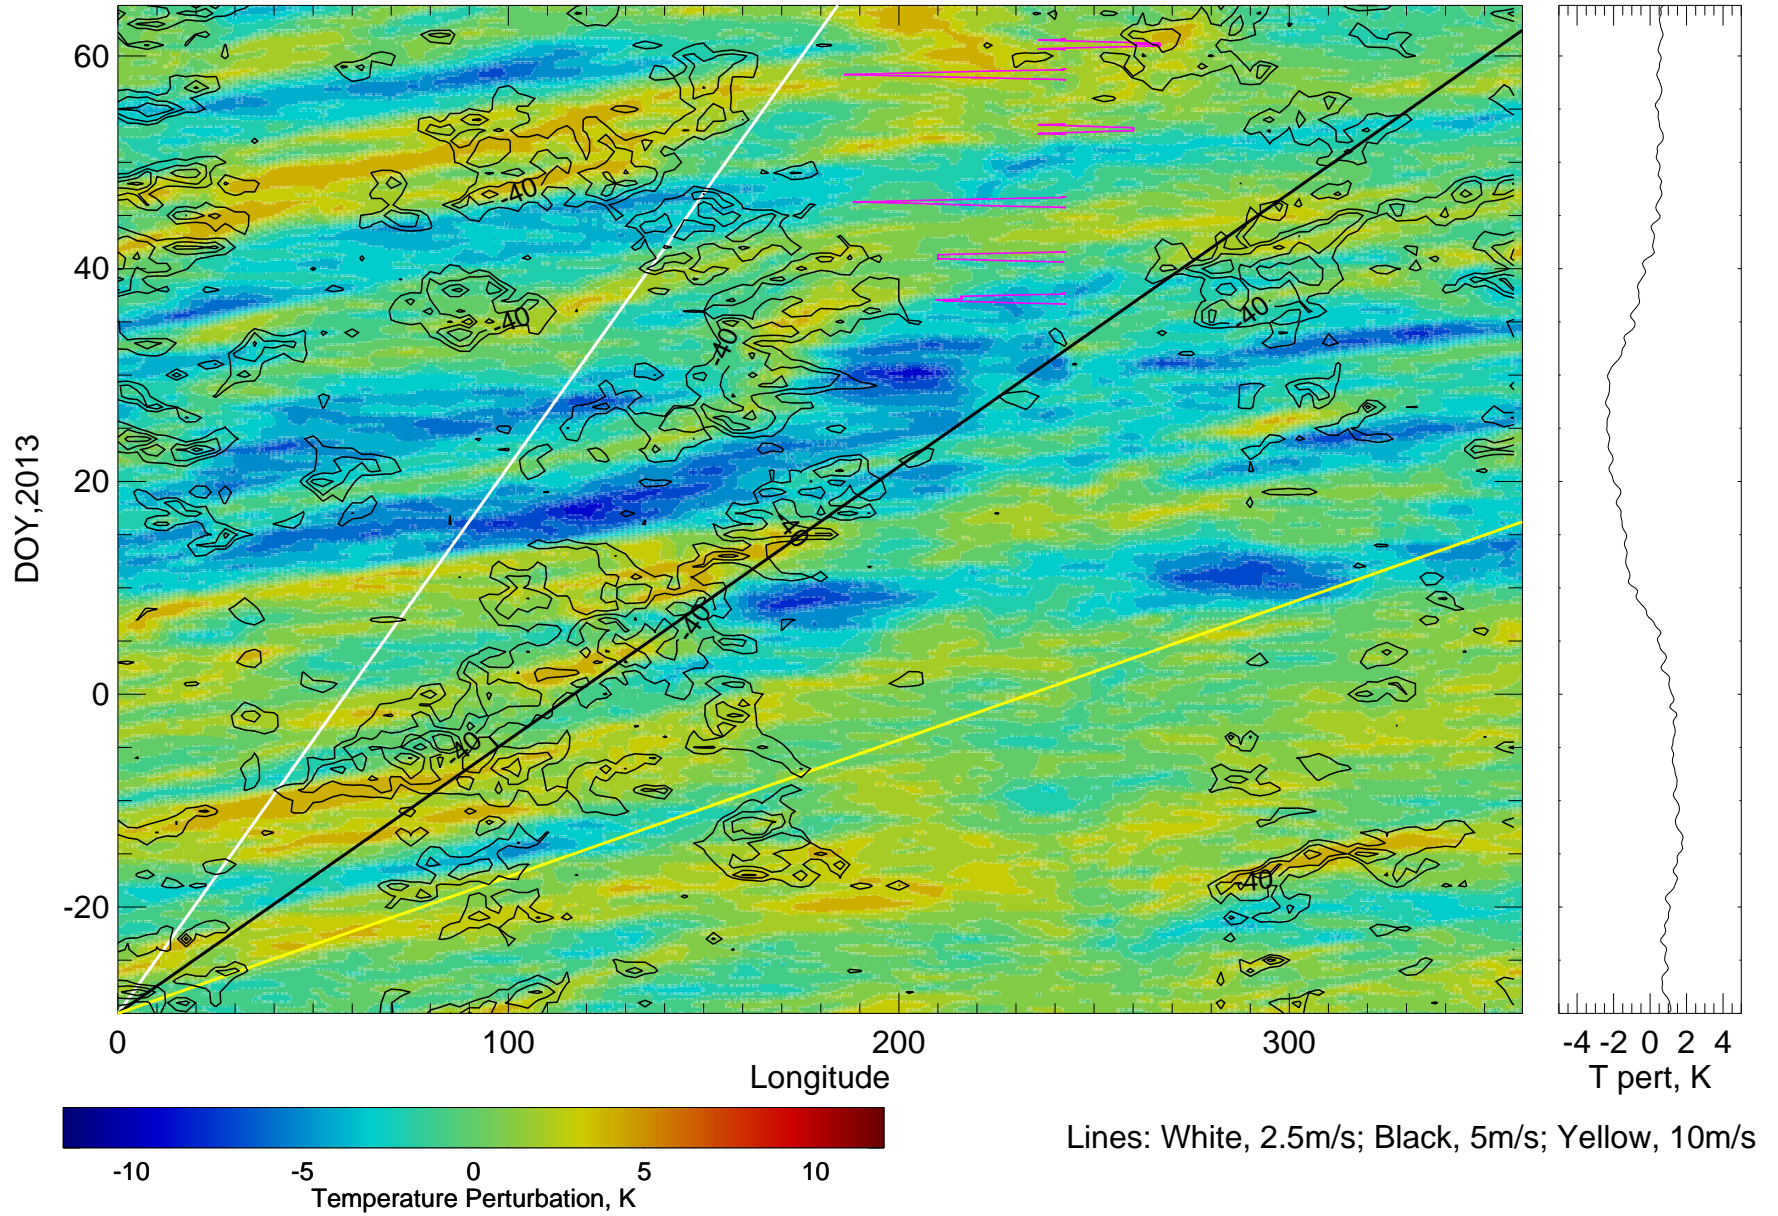 60
40
20
0
-20
DOY,2013
-40
-40
-40
-40
-40
-40
-40
-40
0 100 200 300
Longitude
-4 -2 0 2 4
T pert, K
-10 -5 0 5 10
Temperature Perturbation, K
Lines: White, 2.5m/s; Black, 5m/s; Yellow, 10m/s